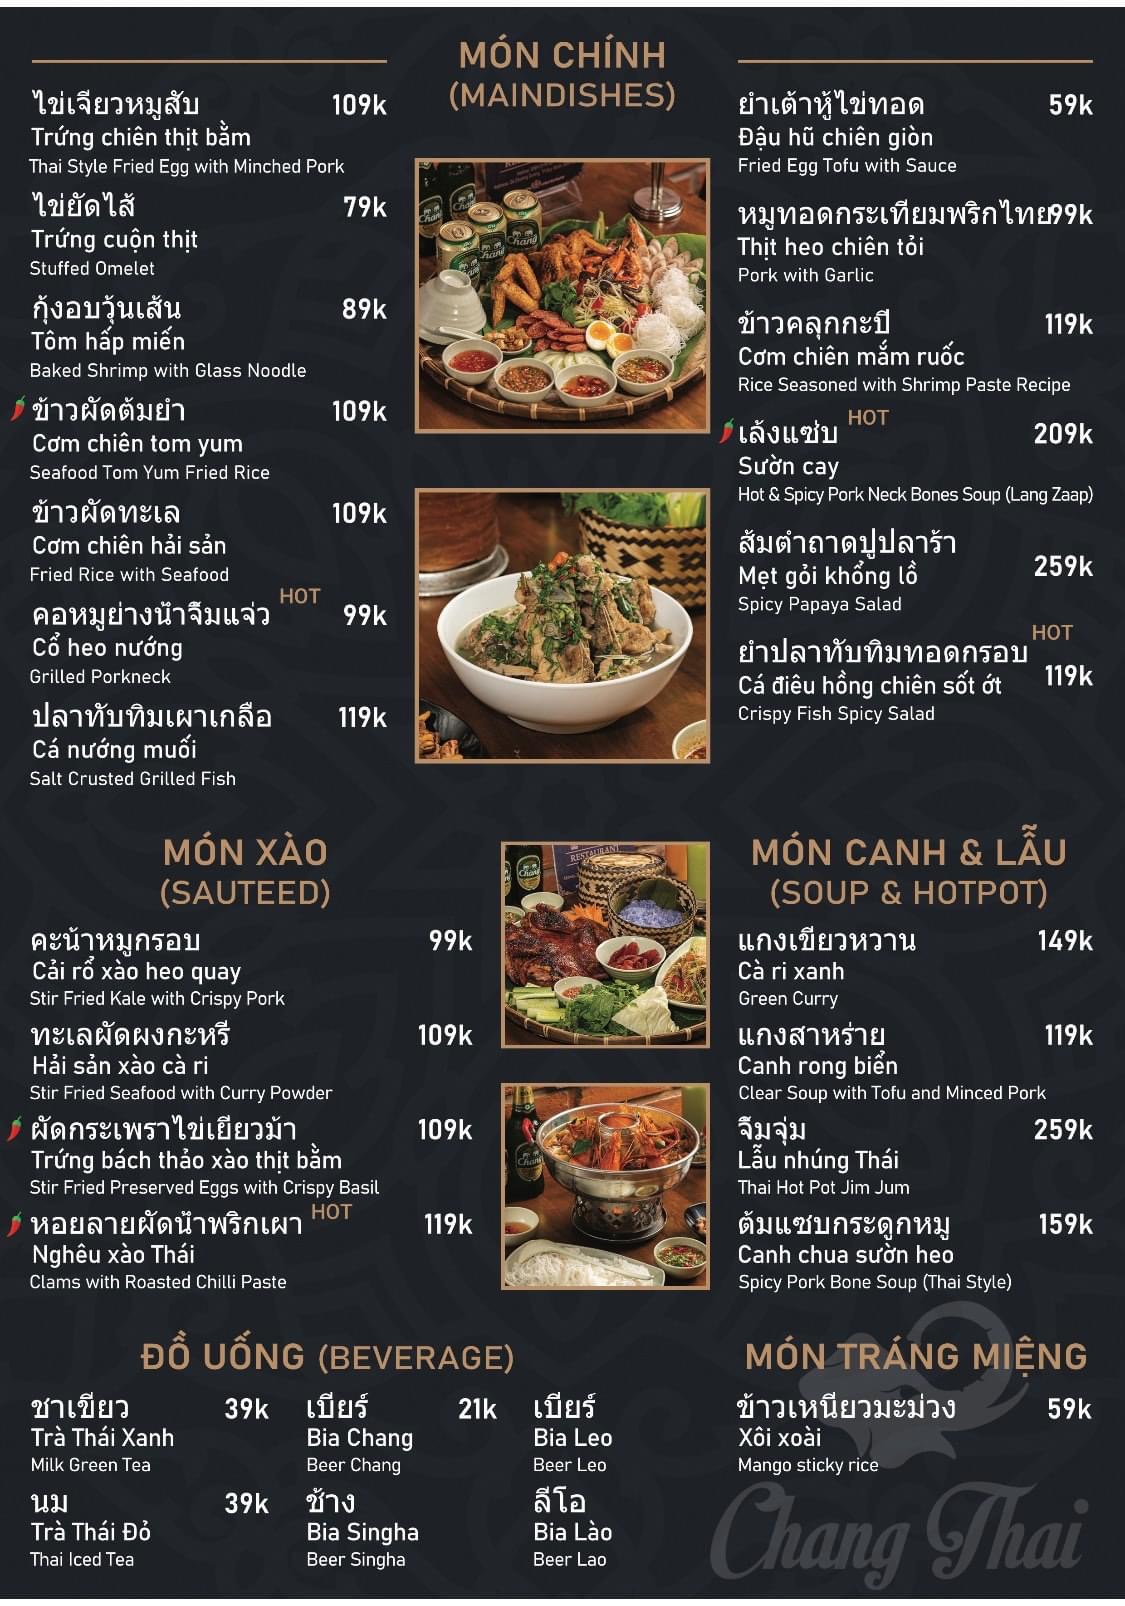 MÓN CHÍNH
(MAINDISHES)
ไข่เจียวหมูสับ 109k
Trứng chiên thịt bằm
Thai Style Fried Egg with Minched Pork
ไข่ยัดไส้ 79k
Trứng cuộn thịt
Stuffed Omelet
กุ้งอบวุ้นเส้น 89k
Tôm hấp miến
Baked Shrimp with Glass Noodle
ข้าวผัดต้มยำ 109k
Cơm chiên tom yum
Seafood Tom Yum Fried Rice
ข้าวผัดทะเล 109k
Cơm chiên hải sản
Fried Rice with Seafood
คอหมูย่างน้ำจิ้มแจ่ว HOT 99k
Cổ heo nướng
Grilled Porkneck
ปลาทับทิมเผาเกลือ 119k
Cá nướng muối
Salt Crusted Grilled Fish
ยำเต้าหู้ไข่ทอด 59k
Đậu hũ chiên giòn
Fried Egg Tofu with Sauce
หมูทอดกระเทียมพริกไทย 99k
Thịt heo chiên tỏi
Pork with Garlic
ข้าวคลุกกะปิ 119k
Cơm chiên mắm ruốc
Rice Seasoned with Shrimp Paste Recipe
เล้งแซ่บ HOT 209k
Sườn cay
Hot & Spicy Pork Neck Bones Soup (Lang Zaap)
ส้มตำถาดปูปลาร้า 259k
Mẹt gỏi khổng lồ
Spicy Papaya Salad
ยำปลาทับทิมทอดกรอบ HOT 119k
Cá điêu hồng chiên sốt ớt
Crispy Fish Spicy Salad
MÓN XÀO
(SAUTEED)
คะน้าหมูกรอบ 99k
Cải rổ xào heo quay
Stir Fried Kale with Crispy Pork
ทะเลผัดผงกะหรี่ 109k
Hải sản xào cà ri
Stir Fried Seafood with Curry Powder
ผัดกระเพราไข่เยี่ยวม้า 109k
Trứng bách thảo xào thịt bằm
Stir Fried Preserved Eggs with Crispy Basil
หอยลายผัดน้ำพริกเผา HOT 119k
Nghêu xào Thái
Clams with Roasted Chilli Paste
RESTAURANT
MÓN CANH & LẨU
(SOUP & HOTPOT)
แกงเขียวหวาน 149k
Cà ri xanh
Green Curry
แกงสาหร่าย 119k
Canh rong biển
Clear Soup with Tofu and Minced Pork
จิ้มจุ่ม 259k
Lẩu nhúng Thái
Thai Hot Pot Jim Jum
ต้มแซบกระดูกหมู 159k
Canh chua sườn heo
Spicy Pork Bone Soup (Thai Style)
ĐỒ UỐNG (BEVERAGE)
ชาเขียว 39k
Trà Thái Xanh
Milk Green Tea
นม 39k
Trà Thái Đỏ
Thai Iced Tea
เบียร์ 21k
Bia Chang
Beer Chang
ช้าง
Bia Singha
Beer Singha
เบียร์
Bia Leo
Beer Leo
ลีโอ
Bia Lào
Beer Lao
MÓN TRÁNG MIỆNG
ข้าวเหนียวมะม่วง 59k
Xôi xoài
Mango sticky rice
Chang Thai